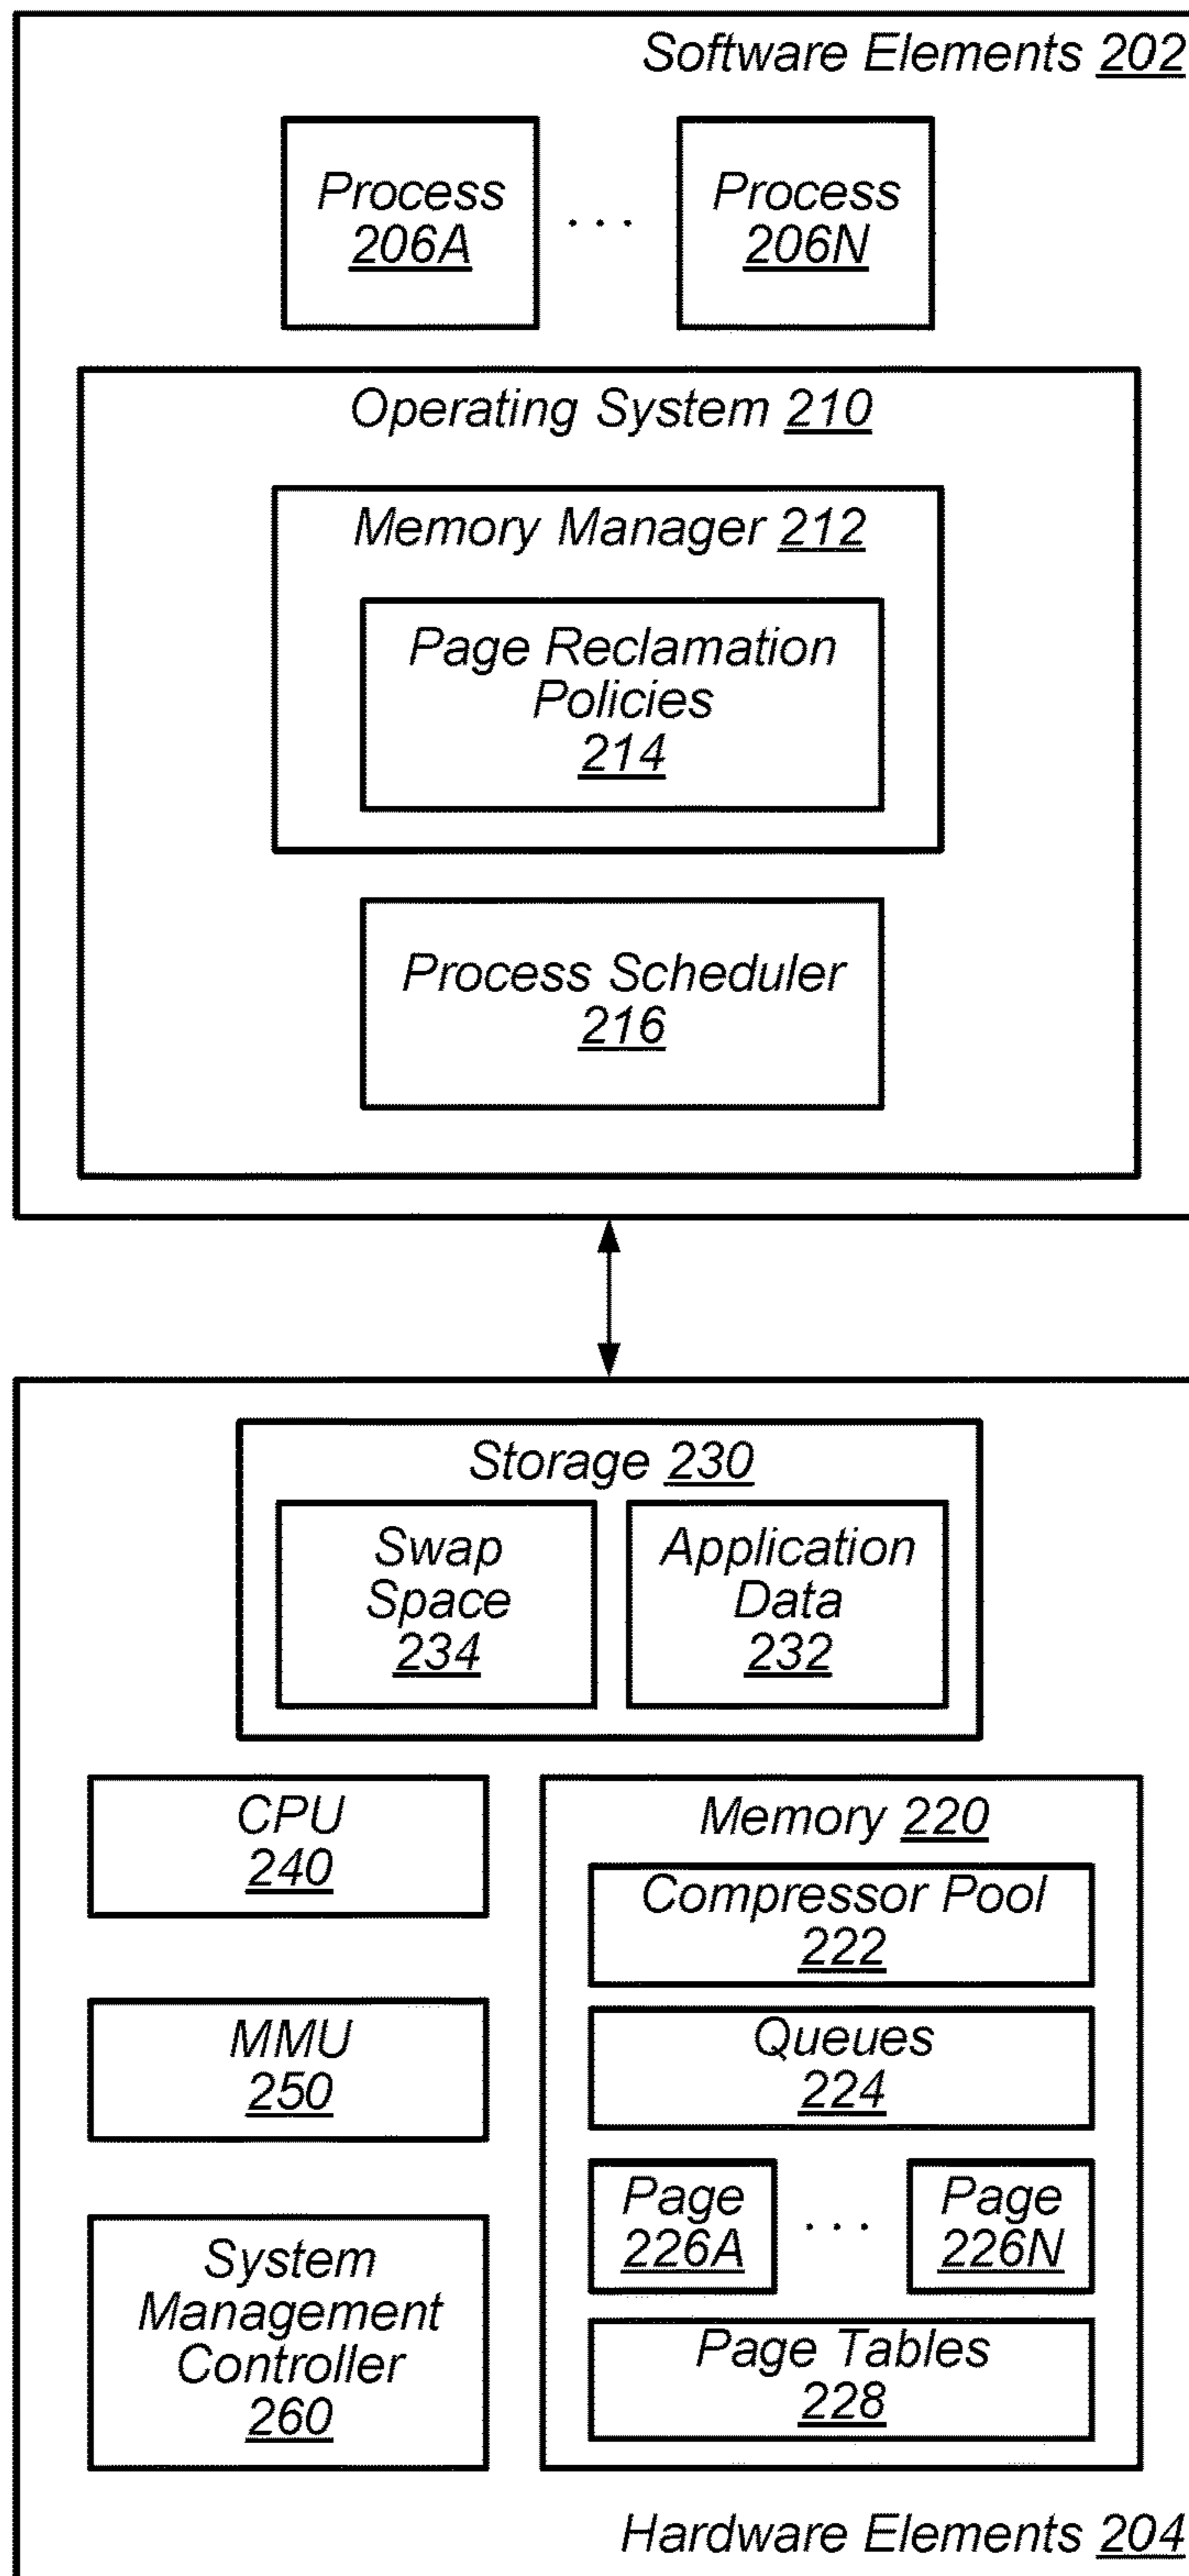 Software Elements 202
Process
206A
. . .
Process
206N
Operating System 210
Memory Manager 212
Page Reclamation
Policies
214
Process Scheduler
216
Storage 230
Swap
Space
234
Application
Data
232
CPU
240
MMU
250
System
Management
Controller
260
Memory 220
Compressor Pool
222
Queues
224
Page
226A
. . .
Page
226N
Page Tables
228
Hardware Elements 204